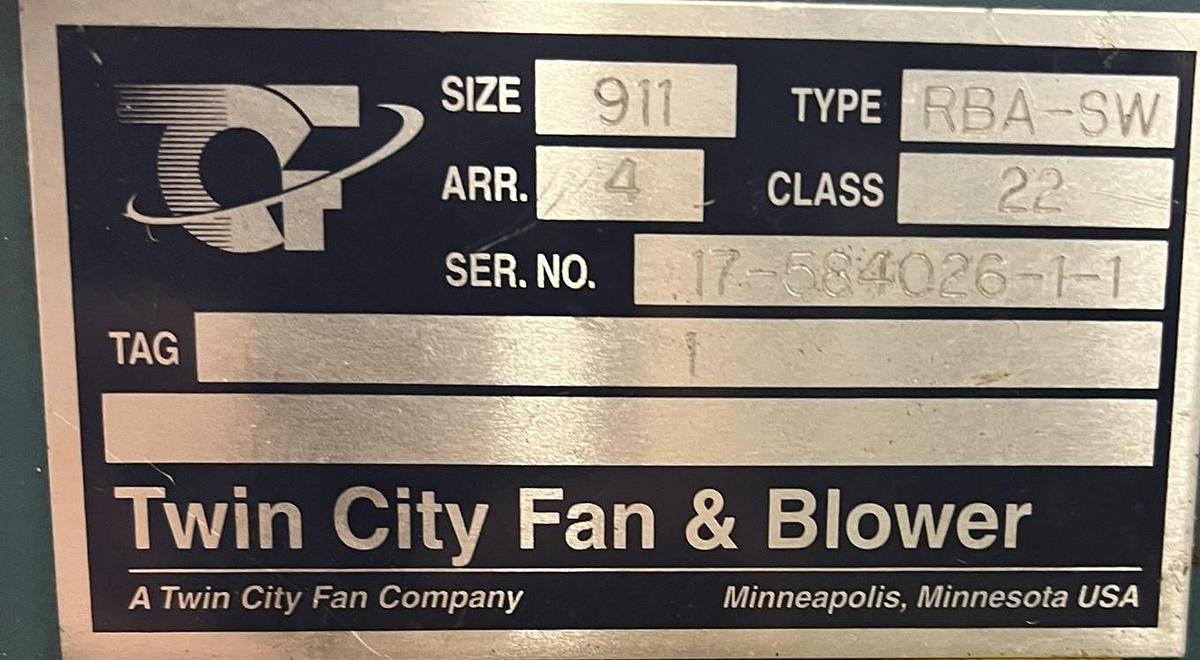 SIZE 911 TYPE RBA-SW
ARR. 4 CLASS 22
SER. NO. 17-584026-1-1
TAG 1
Twin City Fan & Blower
A Twin City Fan Company Minneapolis, Minnesota USA